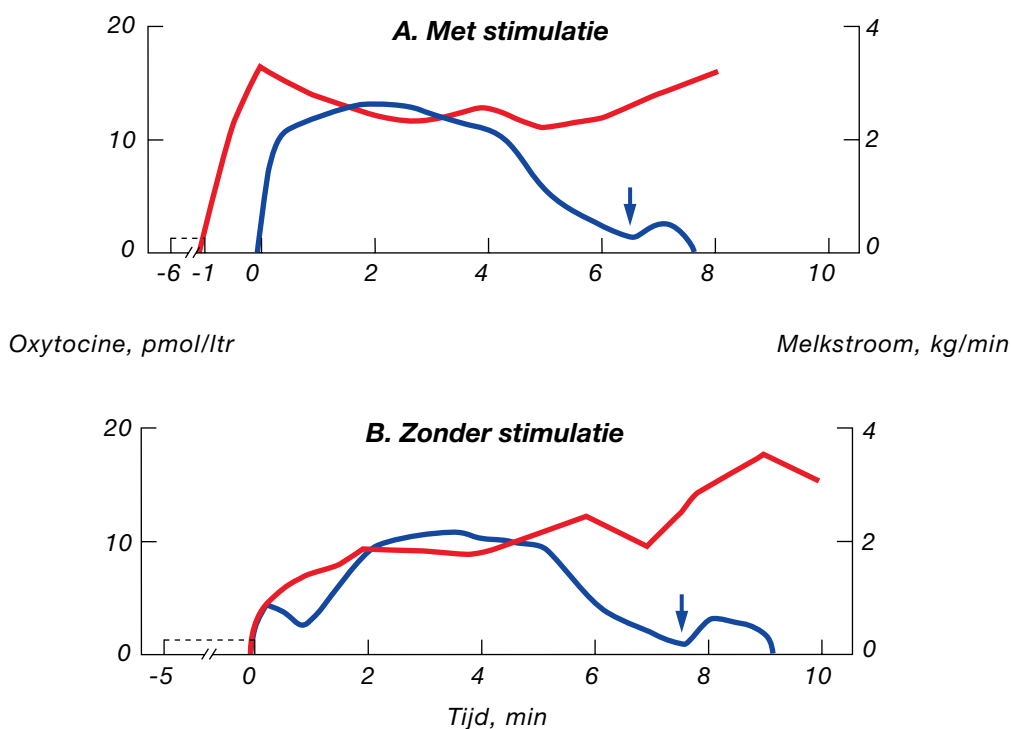 A. Met stimulatie
20
10
0
4
2
0
-6 -1 0 2 4 6 8 10
Oxytocine, pmol/ltr
Melkstroom, kg/min
B. Zonder stimulatie
20
10
0
4
2
0
-5 0 2 4 6 8 10
Tijd, min